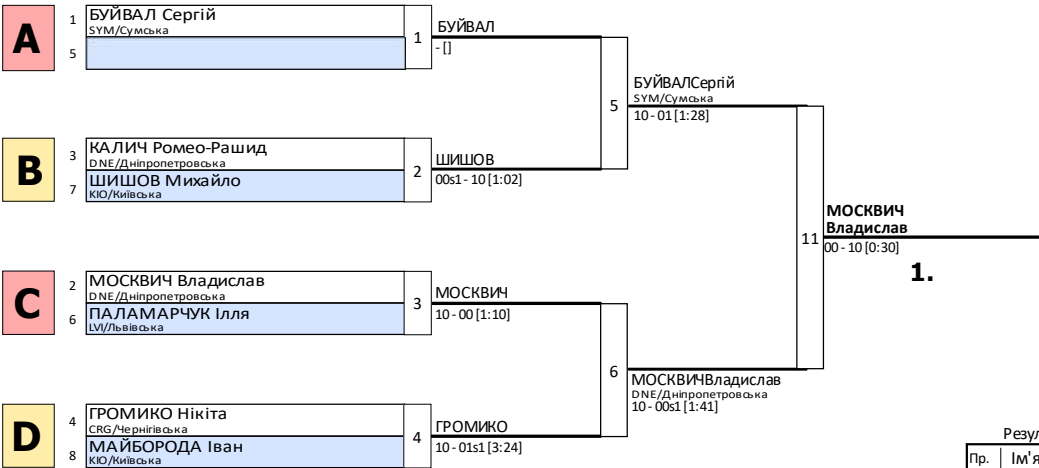 A
1
БУЙВАЛ Сергій
SYM/Сумська
5
1
БУЙВАЛ
- []
B
3
КАЛИЧ Ромео-Рашид
DNE/Дніпропетровська
7
ШИШОВ Михайло
KIO/Київська
2
ШИШОВ
00s1 - 10 [1:02]
5
БУЙВАЛСергій
SYM/Сумська
10 - 01 [1:28]
C
2
МОСКВИЧ Владислав
DNE/Дніпропетровська
6
ПАЛАМАРЧУК Ілля
LVI/Львівська
3
МОСКВИЧ
10 - 00 [1:10]
D
4
ГРОМИКО Нікіта
CRG/Чернігівська
8
МАЙБОРОДА Іван
KIO/Київська
4
ГРОМИКО
10 - 01s1 [3:24]
6
МОСКВИЧВладислав
DNE/Дніпропетровська
10 - 00s1 [1:41]
11
МОСКВИЧ
Владислав
00 - 10 [0:30]
1.
Резул
Пр.
Ім'я